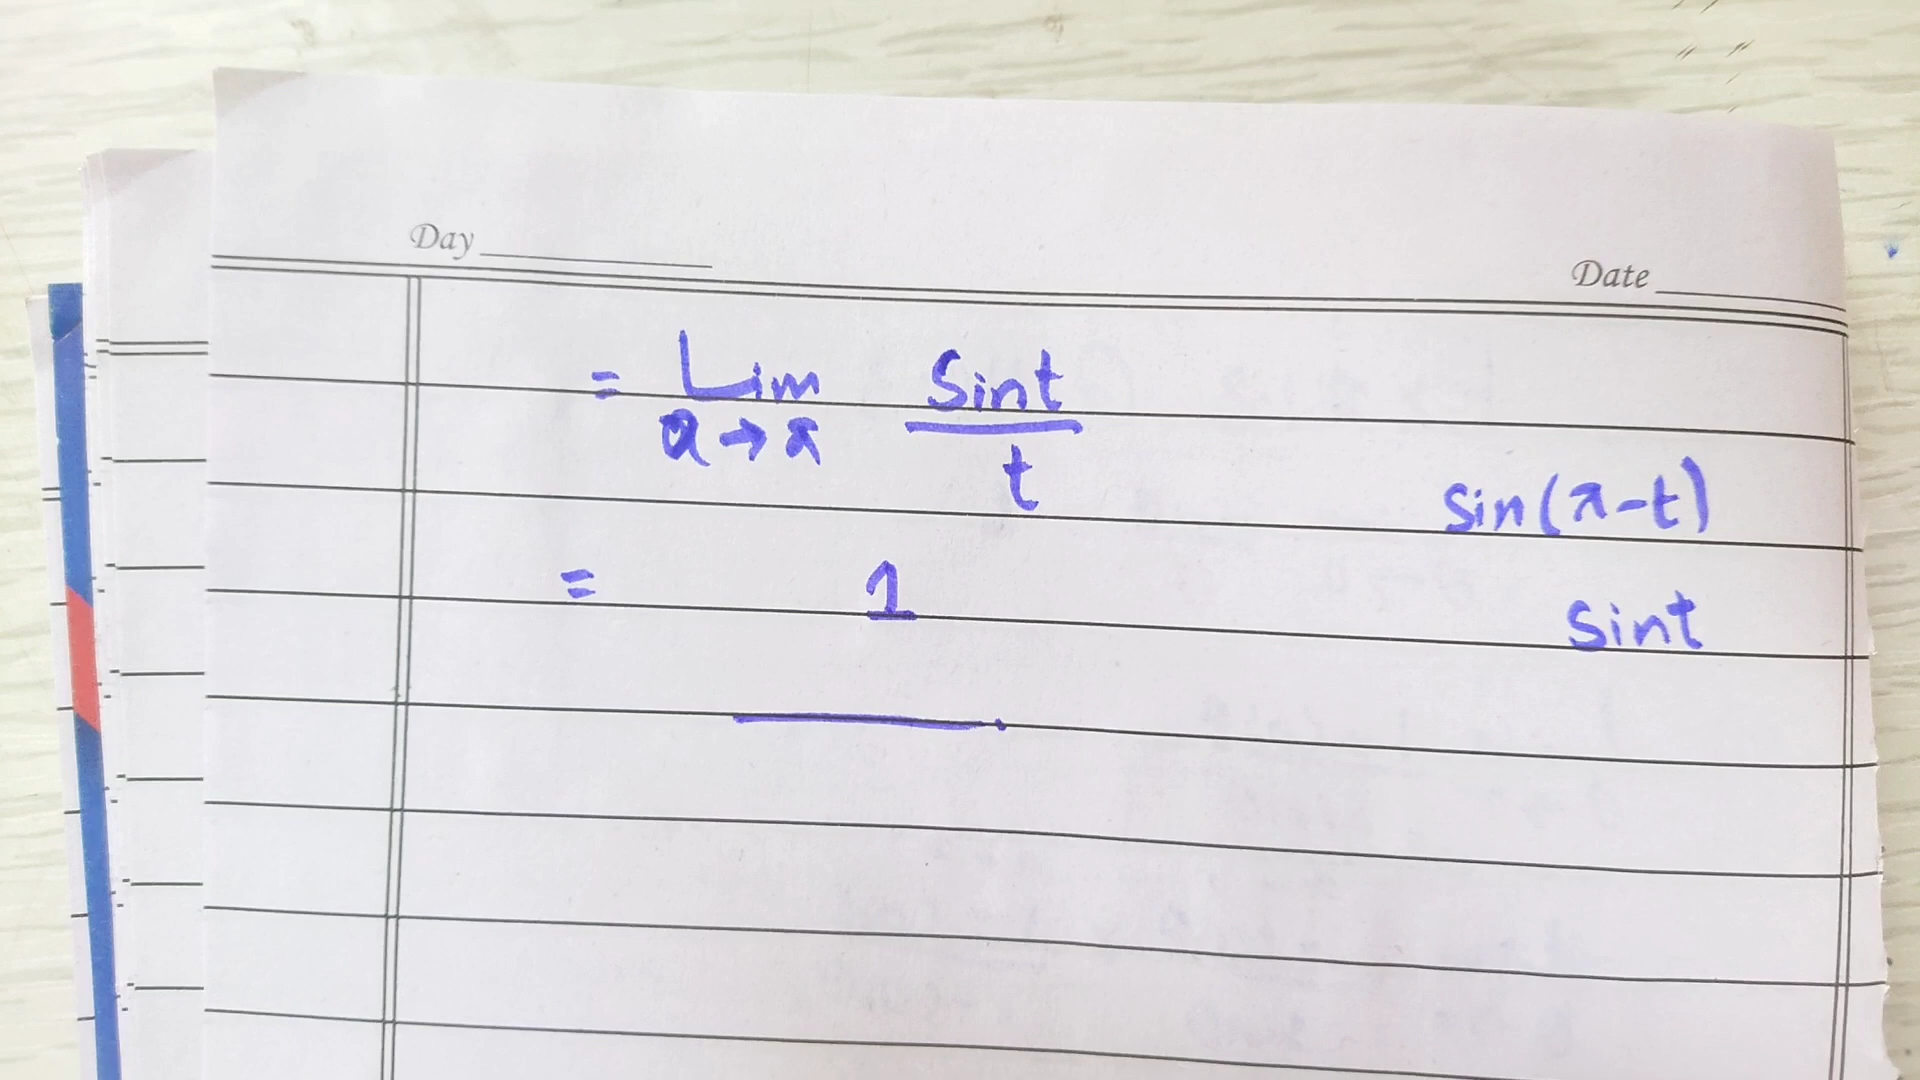 Day Date
= Lim Sint
x→π t
sin(π-t)
= 1 Sint